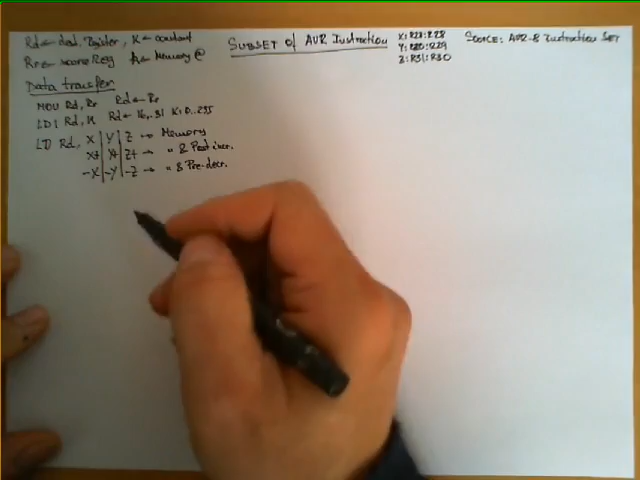 Rd ← dest. Register, K ← constant
Rr ← source Reg A ← Memory @
SUBSET of AVR Instruction
X: R27:R28
Y: R20:R29
Z: R31:R30
SOURCE: AVR-8 Instruction SET
Data transfer
MOV Rd, Rr Rd ← Rr
LDI Rd, K Rd ← 16..31 K: 0..255
LD Rd, X | Y | Z → Memory
X+ | Y+ | Z+ → " & Post incr.
-X | -Y | -Z → " & Pre-decr.